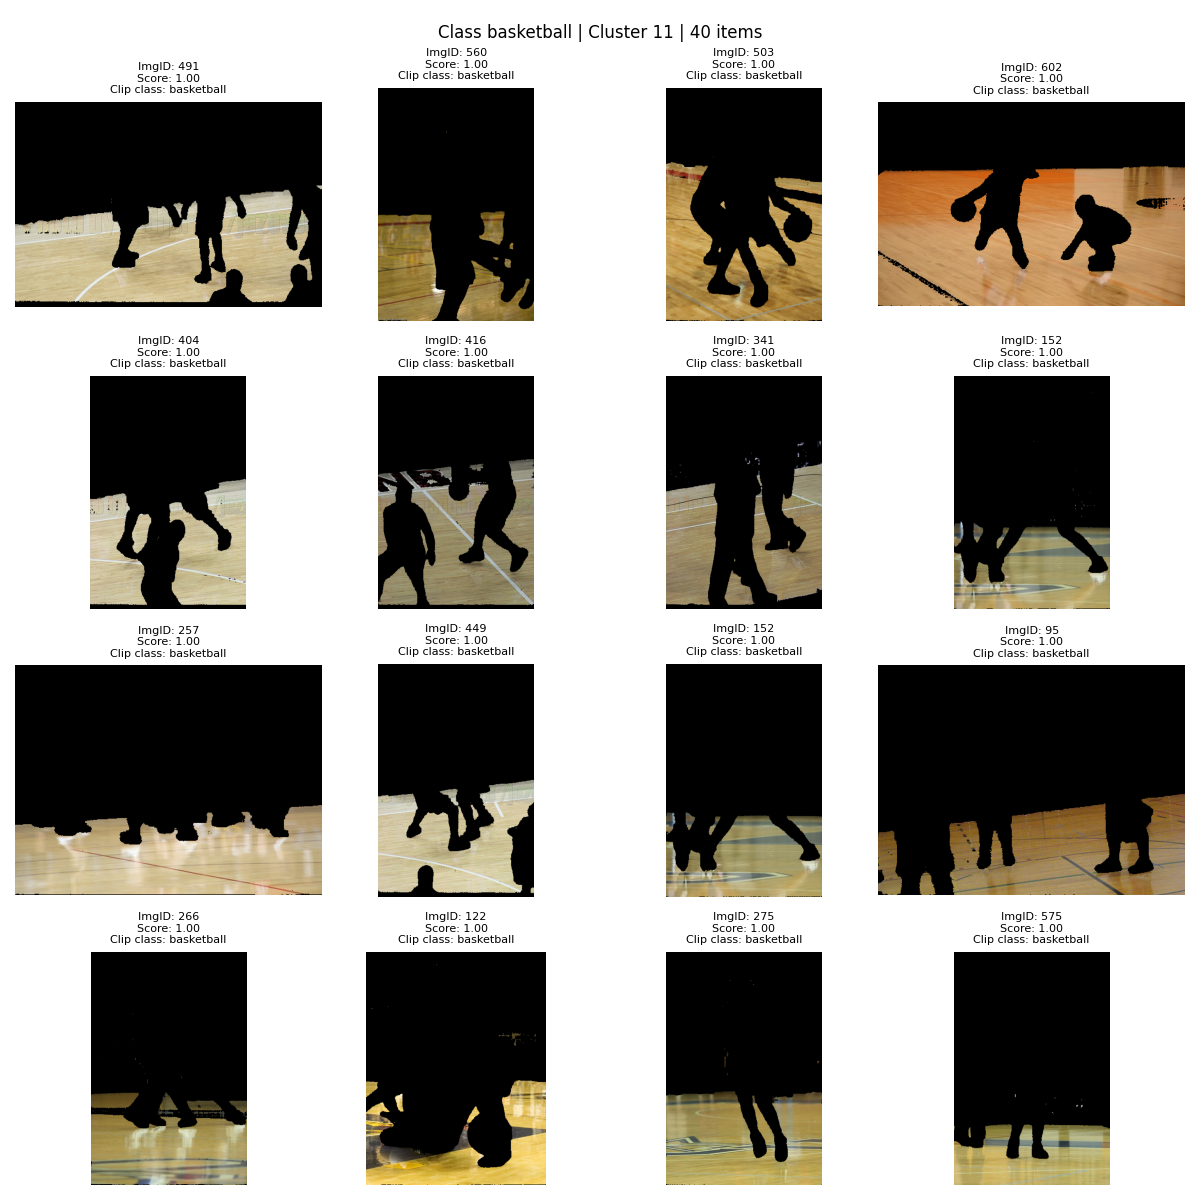 Class basketball | Cluster 11 | 40 items
ImgID: 491
Score: 1.00
Clip class: basketball
ImgID: 560
Score: 1.00
Clip class: basketball
ImgID: 503
Score: 1.00
Clip class: basketball
ImgID: 602
Score: 1.00
Clip class: basketball
ImgID: 404
Score: 1.00
Clip class: basketball
ImgID: 416
Score: 1.00
Clip class: basketball
ImgID: 341
Score: 1.00
Clip class: basketball
ImgID: 152
Score: 1.00
Clip class: basketball
ImgID: 257
Score: 1.00
Clip class: basketball
ImgID: 449
Score: 1.00
Clip class: basketball
ImgID: 152
Score: 1.00
Clip class: basketball
ImgID: 95
Score: 1.00
Clip class: basketball
ImgID: 266
Score: 1.00
Clip class: basketball
ImgID: 122
Score: 1.00
Clip class: basketball
ImgID: 275
Score: 1.00
Clip class: basketball
ImgID: 575
Score: 1.00
Clip class: basketball